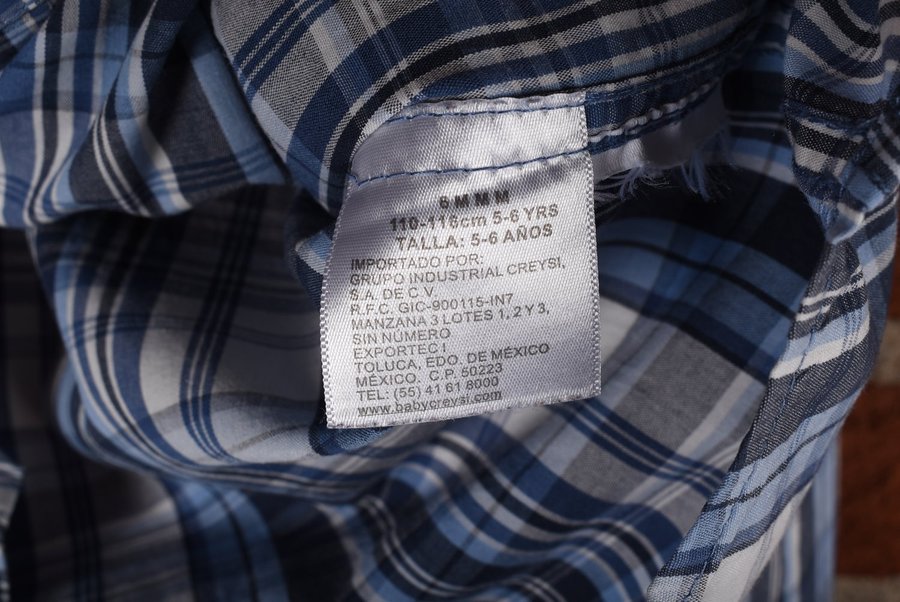 6MMM
110-116cm 5-6 YRS
TALLA: 5-6 AÑOS
IMPORTADO POR:
GRUPO INDUSTRIAL CREYSI,
S.A. DE C.V.
R.F.C. GIC-900115-IN7
MANZANA 3 LOTES 1, 2 Y 3,
SIN NÚMERO
EXPORTEC I
TOLUCA, EDO. DE MÉXICO
MÉXICO. C.P. 50223
TEL: (55) 41 61 8000
www.babycreysi.com